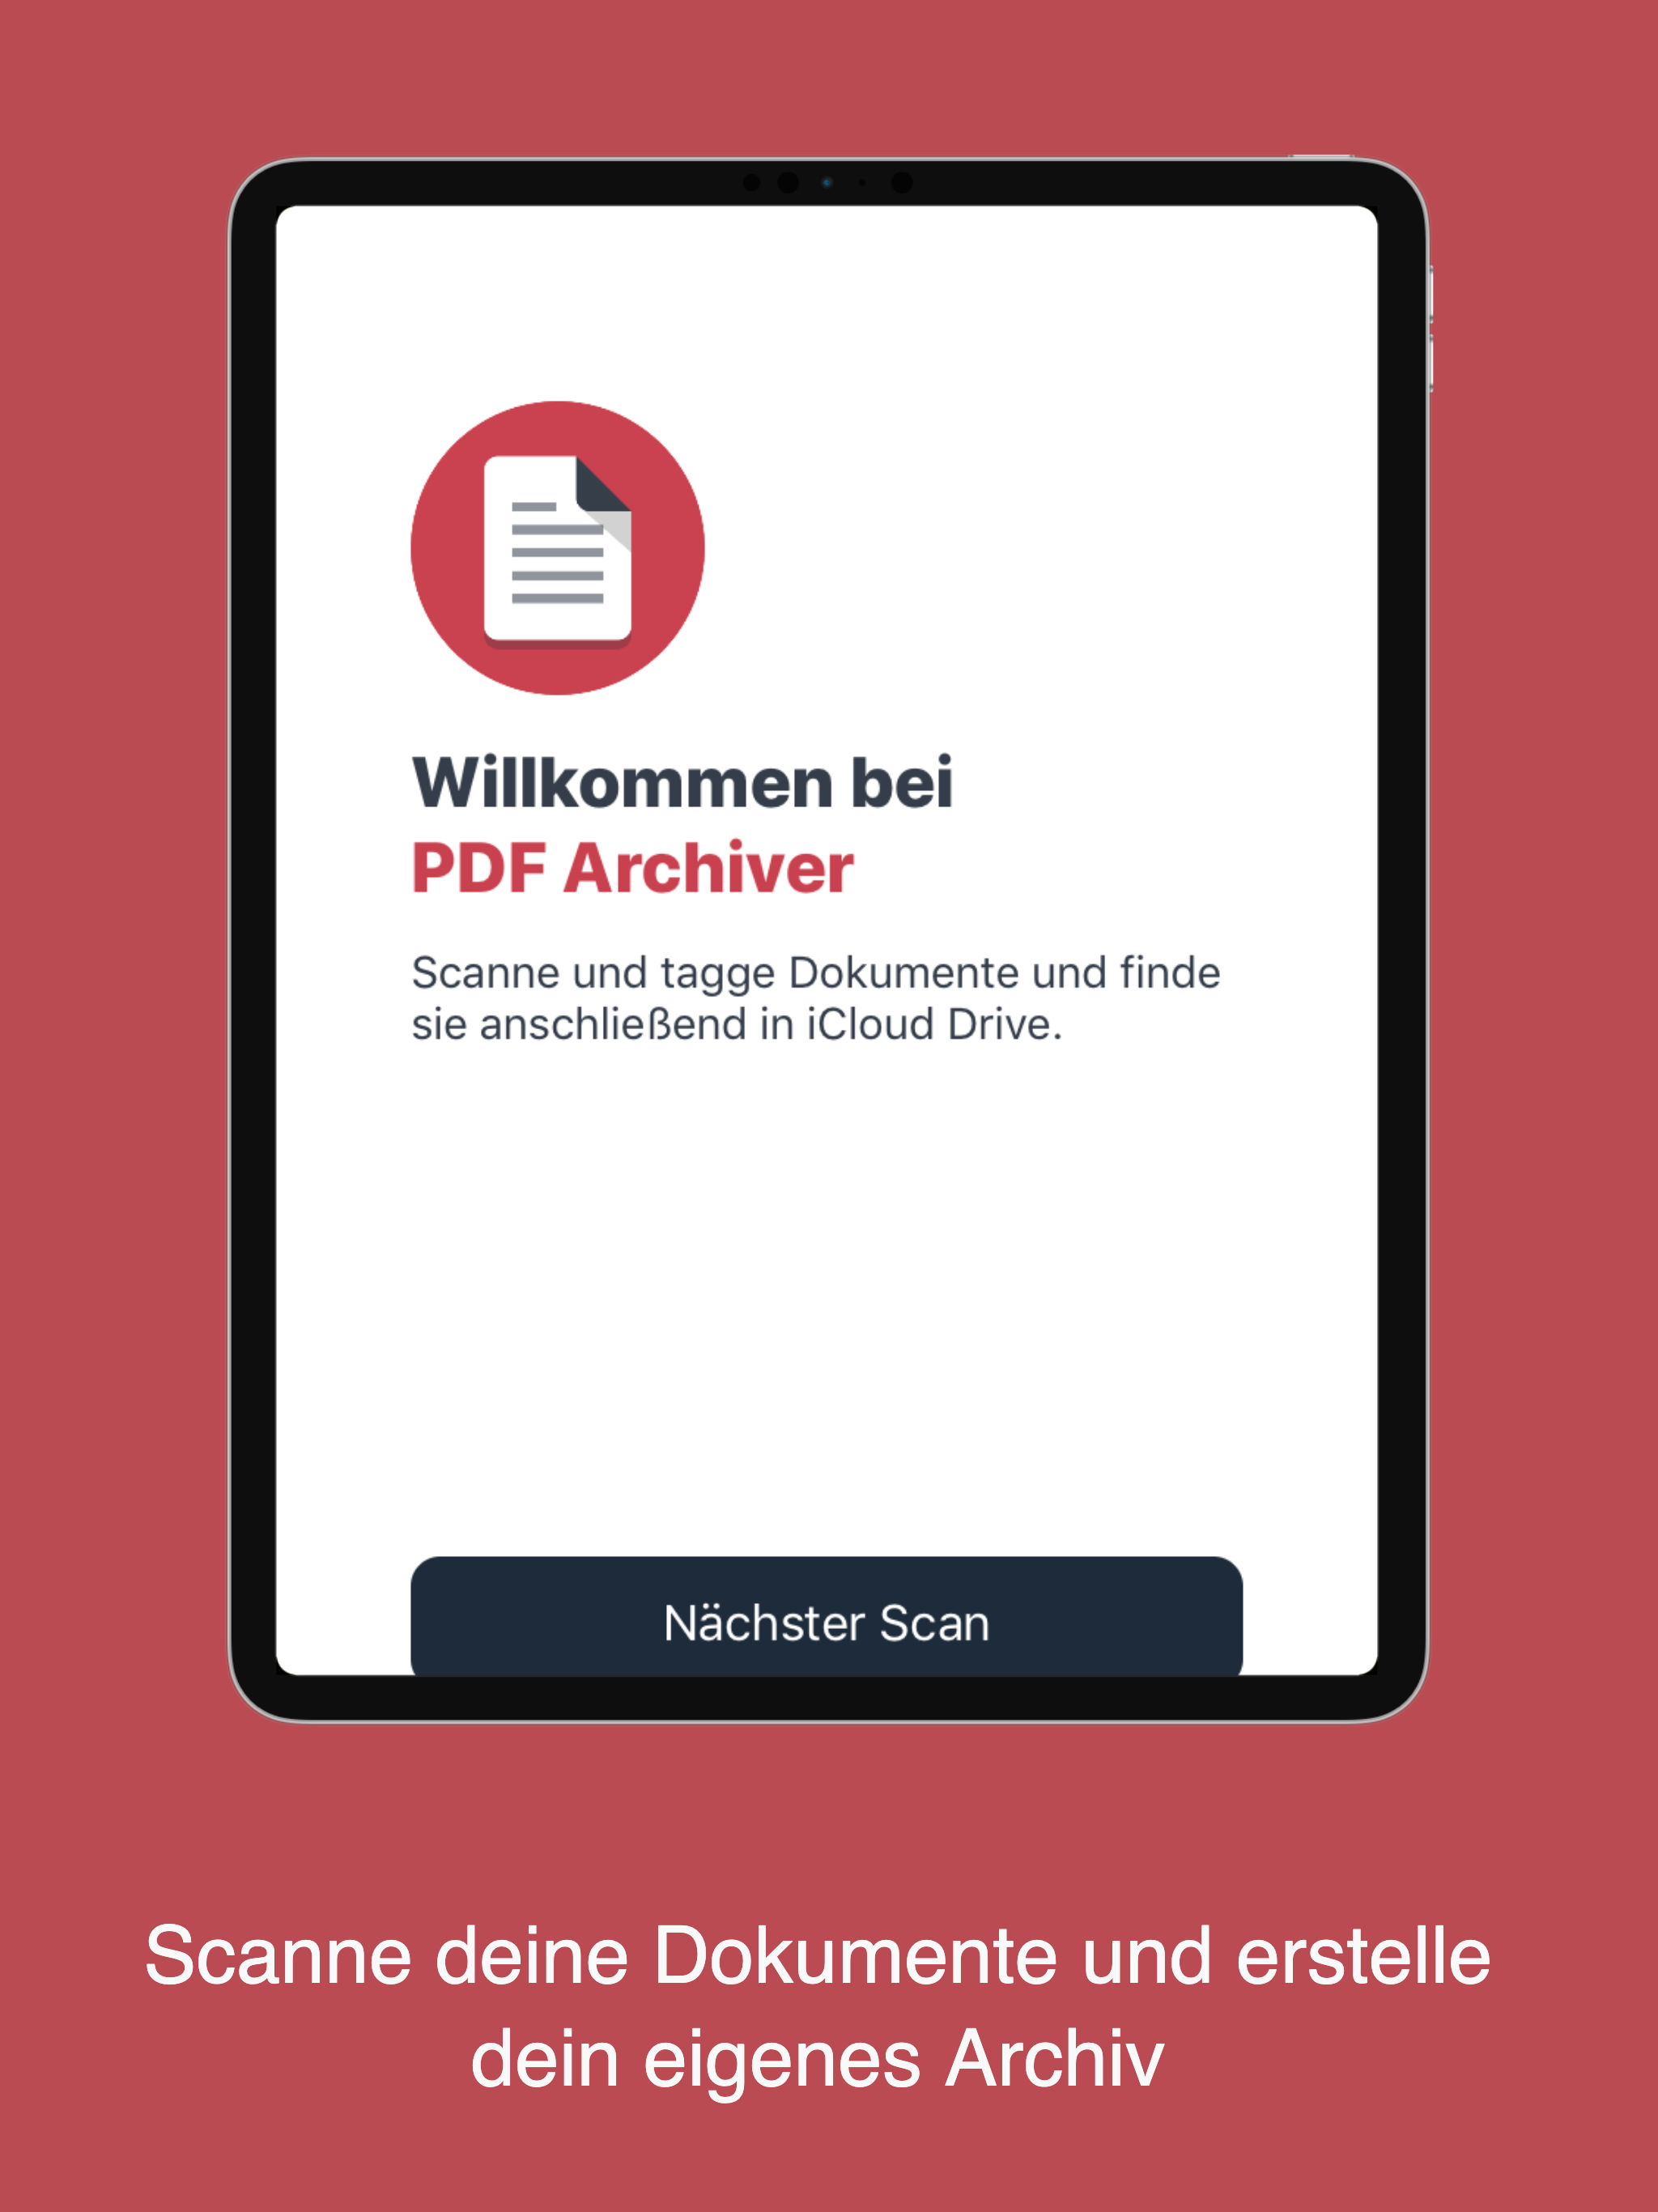 Willkommen bei
PDF Archiver
Scanne und tagge Dokumente und finde
sie anschließend in iCloud Drive.
Nächster Scan
Scanne deine Dokumente und erstelle
dein eigenes Archiv